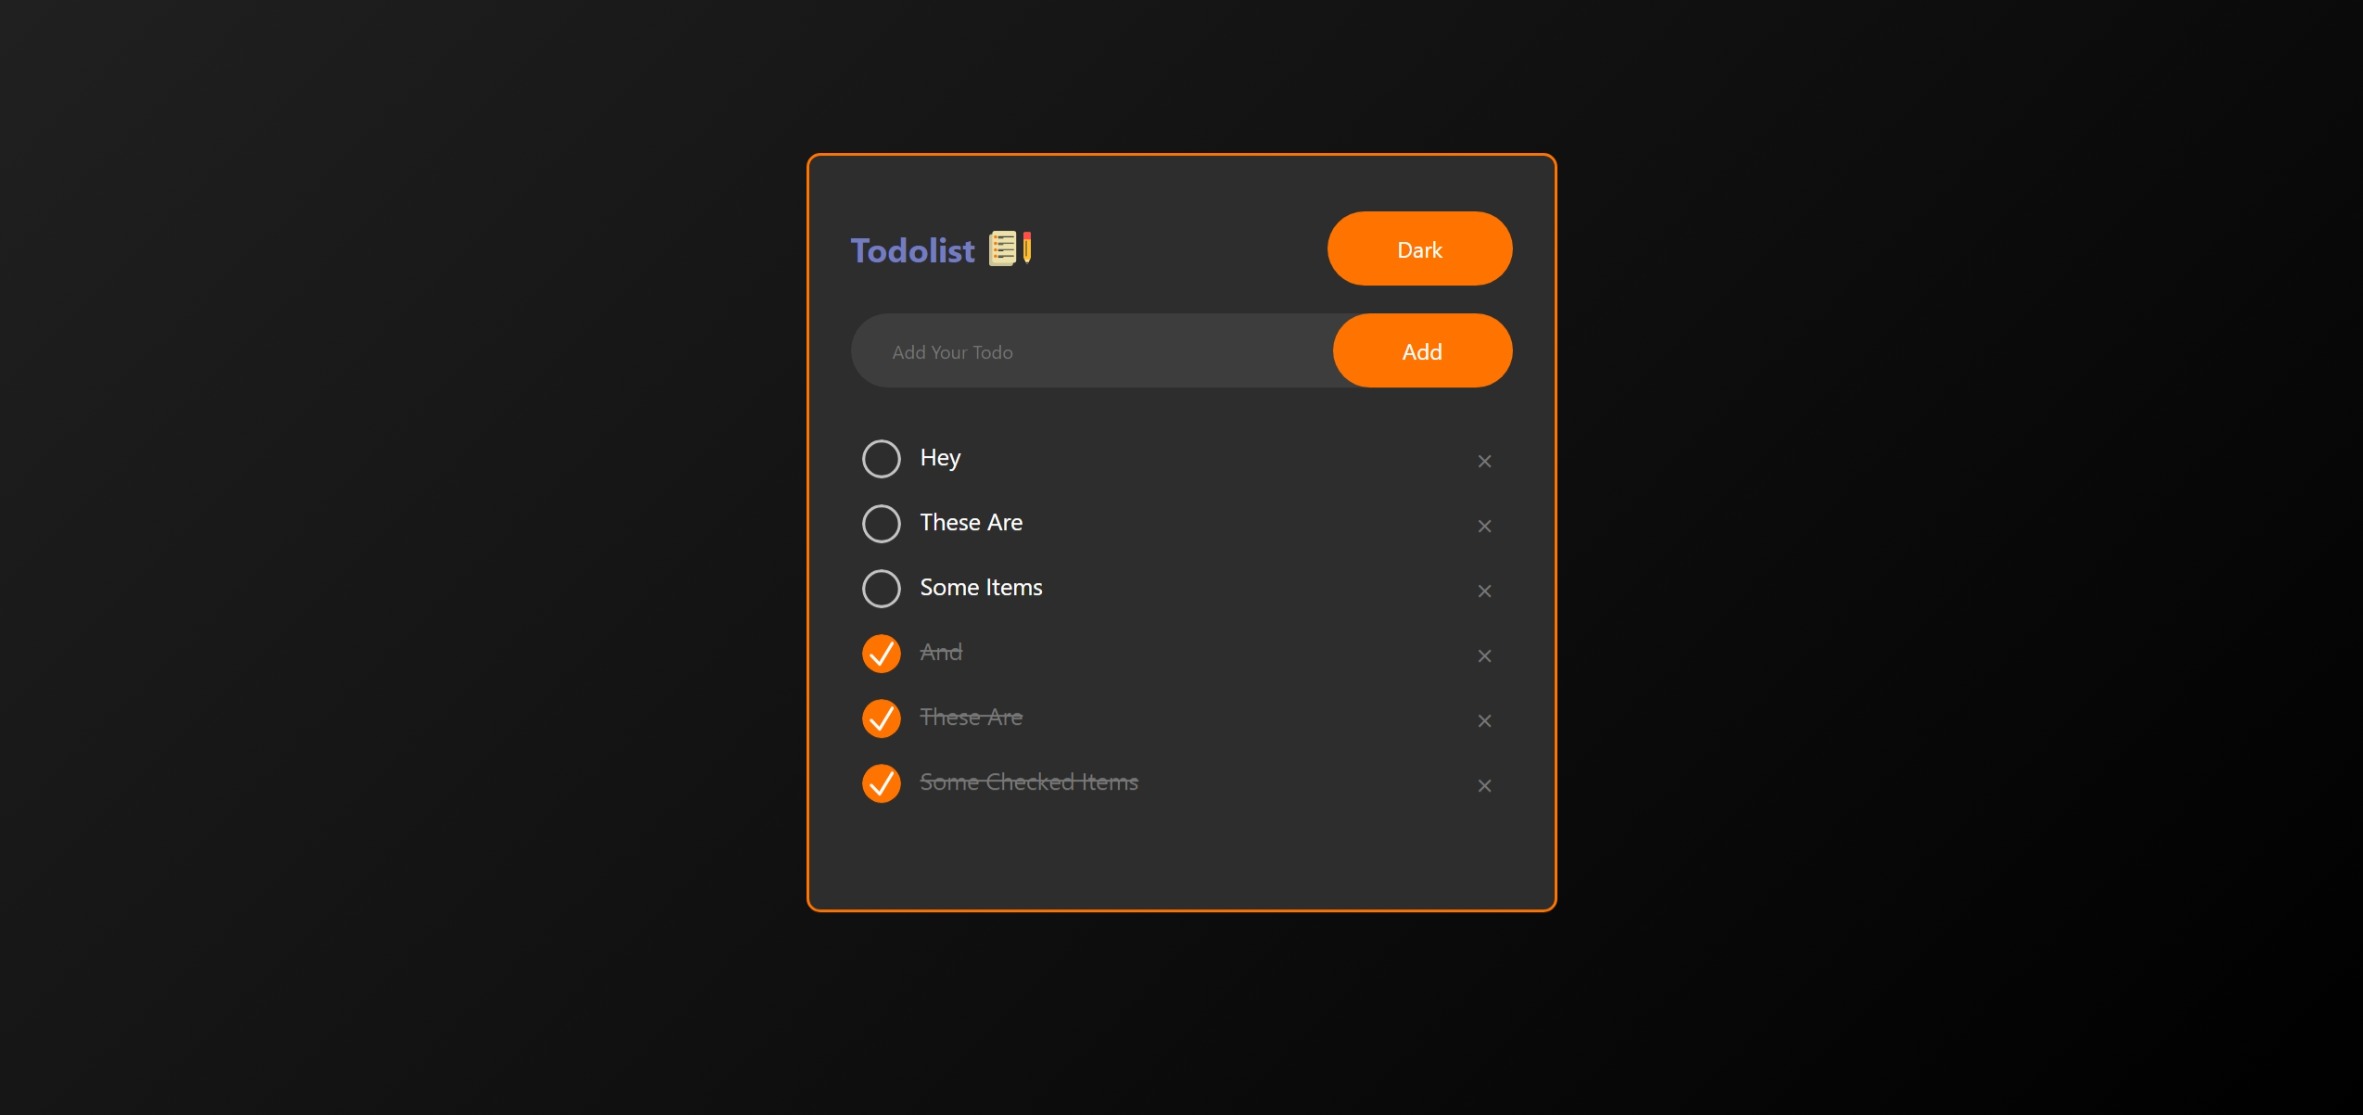 Todolist
Dark
Add Your Todo
Add
Hey
These Are
Some Items
And
These Are
Some Checked Items